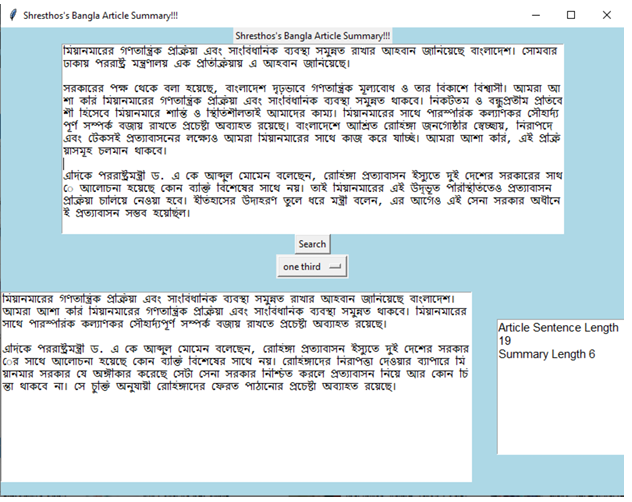 Shresthos's Bangla Article Summary!!!
Shresthos's Bangla Article Summary!!!
মিয়ানমারের গণতান্ত্রিক প্রক্রিয়া এবং সাংবিধানিক ব্যবস্থা সমুন্নত রাখার আহবান জানিয়েছে বাংলাদেশ। সোমবার
ঢাকায় পররাষ্ট্র মন্ত্রণালয় এক প্রতিক্রিয়ায় এ আহবান জানিয়েছে।
সরকারের পক্ষ থেকে বলা হয়েছে, বাংলাদেশ দৃঢ়ভাবে গণতান্ত্রিক মূল্যবোধ ও তার বিকাশে বিশ্বাসী। আমরা আ
শা করি মিয়ানমারের গণতান্ত্রিক প্রক্রিয়া এবং সাংবিধানিক ব্যবস্থা সমুন্নত থাকবে। নিকটতম ও বন্ধুপ্রতীম প্রতিবে
শী হিসেবে মিয়ানমারে শান্তি ও স্থিতিশীলতাই আমাদের কাম্য। মিয়ানমারের সাথে পারস্পরিক কল্যাণকর সৌহার্দ্য
পূর্ণ সম্পর্ক বজায় রাখতে প্রচেষ্টা অব্যাহত রয়েছে। বাংলাদেশে আশ্রিত রোহিঙ্গা জনগোষ্ঠীর স্বেচ্ছায়, নিরাপদে
এবং টেকসই প্রত্যাবাসনের লক্ষ্যেও আমরা মিয়ানমারের সাথে কাজ করে যাচ্ছি। আমরা আশা করি, এই প্রক্রি
য়াসমূহ চলমান থাকবে।
এদিকে পররাষ্ট্রমন্ত্রী ড. এ কে আব্দুল মোমেন বলেছেন, রোহিঙ্গা প্রত্যাবাসন ইস্যুতে দুই দেশের সরকারের সাথ
ে আলোচনা হয়েছে কোন ব্যক্তি বিশেষের সাথে নয়। তাই মিয়ানমারের এই উদ্ভূত পরিস্থিতিতেও প্রত্যাবাসন
প্রক্রিয়া চালিয়ে নেওয়া হবে। ইতিহাসের উদাহরণ তুলে ধরে মন্ত্রী বলেন, এর আগেও এই সেনা সরকার অধীনে
ই প্রত্যাবাসন সম্ভব হয়েছিল।
Search
one third
মিয়ানমারের গণতান্ত্রিক প্রক্রিয়া এবং সাংবিধানিক ব্যবস্থা সমুন্নত রাখার আহবান জানিয়েছে বাংলাদেশ।
আমরা আশা করি মিয়ানমারের গণতান্ত্রিক প্রক্রিয়া এবং সাংবিধানিক ব্যবস্থা সমুন্নত থাকবে। মিয়ানমারের
সাথে পারস্পরিক কল্যাণকর সৌহার্দ্যপূর্ণ সম্পর্ক বজায় রাখতে প্রচেষ্টা অব্যাহত রয়েছে।
এদিকে পররাষ্ট্রমন্ত্রী ড. এ কে আব্দুল মোমেন বলেছেন, রোহিঙ্গা প্রত্যাবাসন ইস্যুতে দুই দেশের সরকার
ের সাথে আলোচনা হয়েছে কোন ব্যক্তি বিশেষের সাথে নয়। রোহিঙ্গাদের নিরাপত্তা দেওয়ার ব্যাপারে মি
য়ানমার সরকার যে অঙ্গীকার করেছে সেটা সেনা সরকার নিশ্চিত করলে প্রত্যাবাসন নিয়ে আর কোন চি
ন্তা থাকবে না। সে চুক্তি অনুযায়ী রোহিঙ্গাদের ফেরত পাঠানোর প্রচেষ্টা অব্যাহত রয়েছে।
Article Sentence Length
19
Summary Length 6